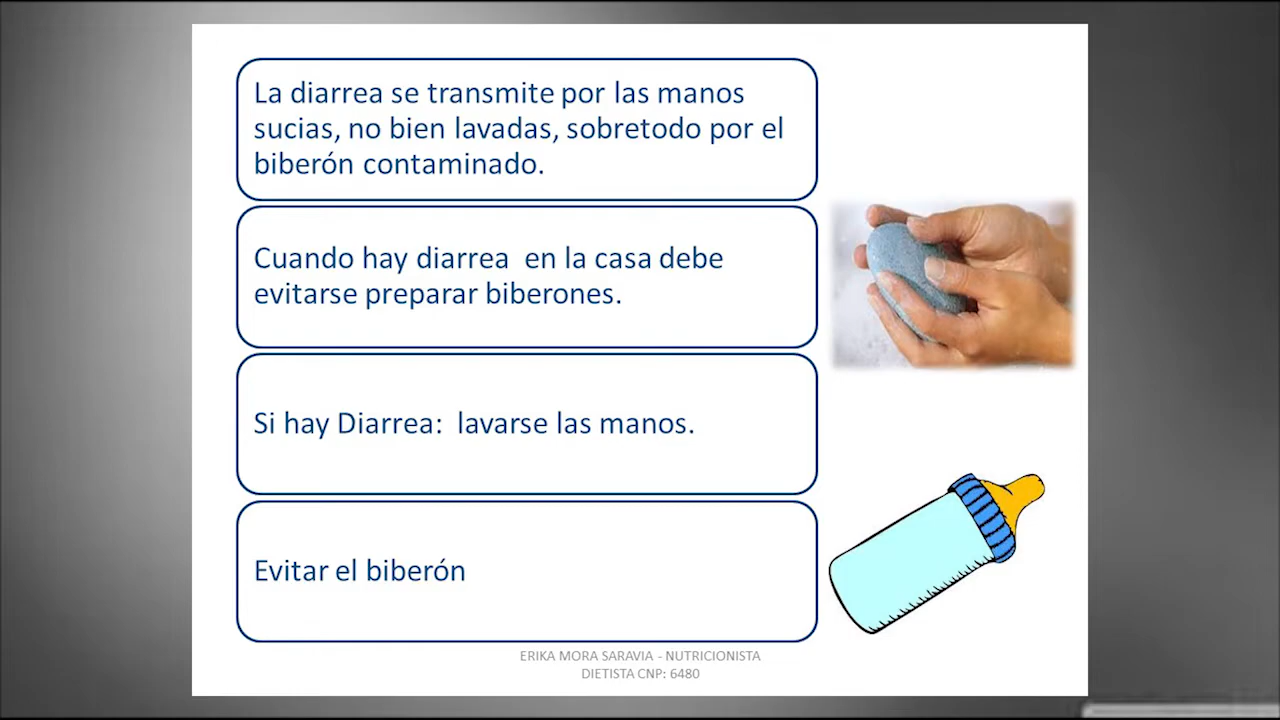 La diarrea se transmite por las manos
sucias, no bien lavadas, sobretodo por el
biberón contaminado.
Cuando hay diarrea en la casa debe
evitarse preparar biberones.
Si hay Diarrea: lavarse las manos.
Evitar el biberón
ERIKA MORA SARAVIA - NUTRICIONISTA
DIETISTA CNP: 6480